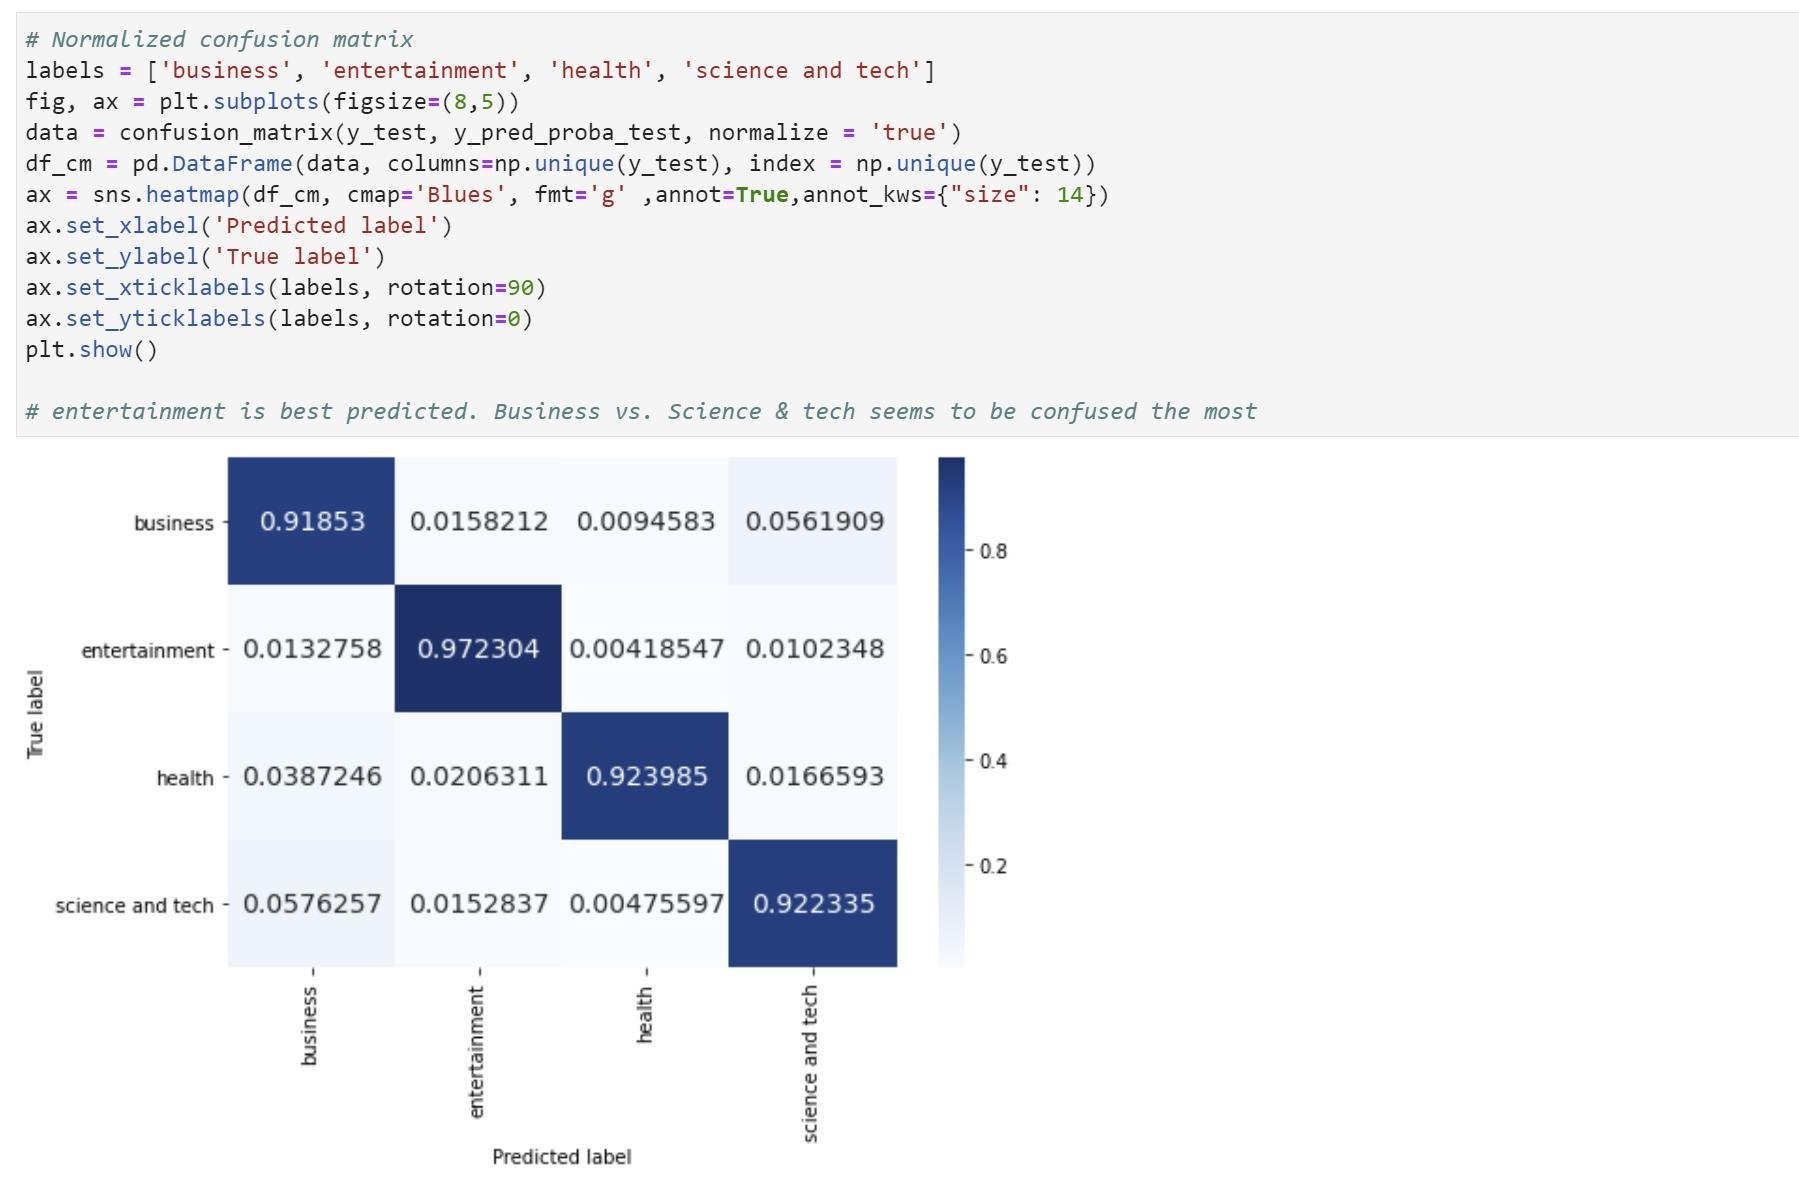 # Normalized confusion matrix
labels = ['business', 'entertainment', 'health', 'science and tech']
fig, ax = plt.subplots(figsize=(8,5))
data = confusion_matrix(y_test, y_pred_proba_test, normalize = 'true')
df_cm = pd.DataFrame(data, columns=np.unique(y_test), index = np.unique(y_test))
ax = sns.heatmap(df_cm, cmap='Blues', fmt='g' ,annot=True,annot_kws={"size": 14})
ax.set_xlabel('Predicted label')
ax.set_ylabel('True label')
ax.set_xticklabels(labels, rotation=90)
ax.set_yticklabels(labels, rotation=0)
plt.show()
# entertainment is best predicted. Business vs. Science & tech seems to be confused the most
business 0.91853 0.0158212 0.0094583 0.0561909
entertainment 0.0132758 0.972304 0.00418547 0.0102348
health 0.0387246 0.0206311 0.923985 0.0166593
science and tech 0.0576257 0.0152837 0.00475597 0.922335
True label
business entertainment health science and tech
Predicted label
0.8
0.6
0.4
0.2